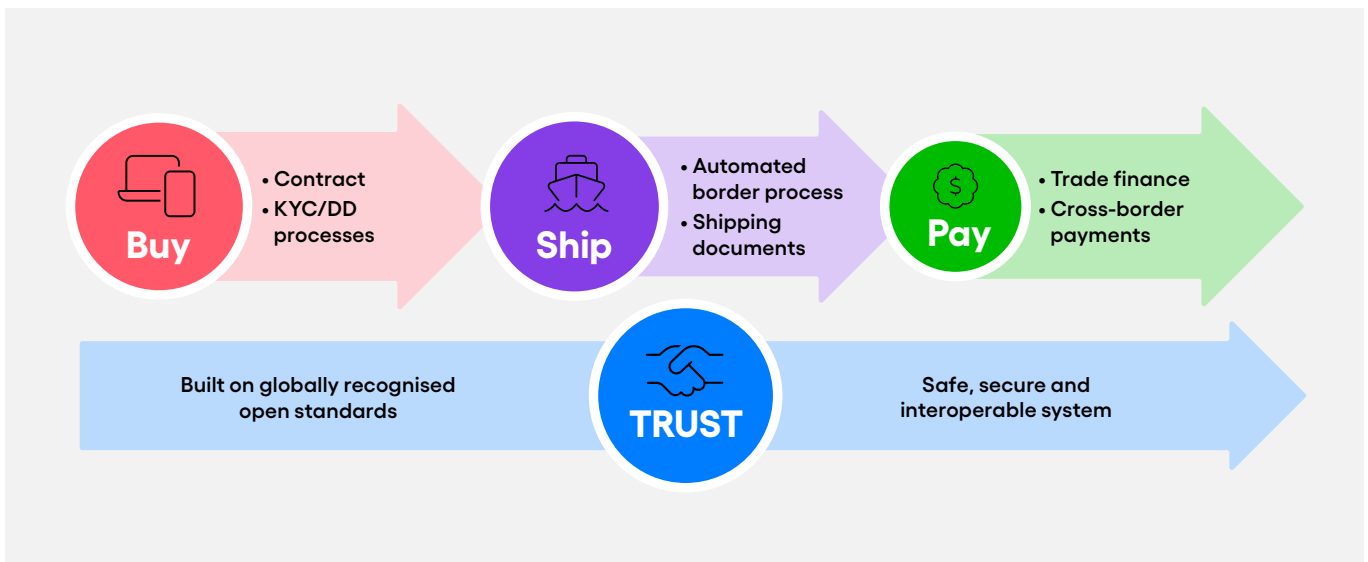 Buy
• Contract
• KYC/DD
processes
Ship
• Automated
border process
• Shipping
documents
Pay
• Trade finance
• Cross-border
payments
Built on globally recognised
open standards
TRUST
Safe, secure and
interoperable system